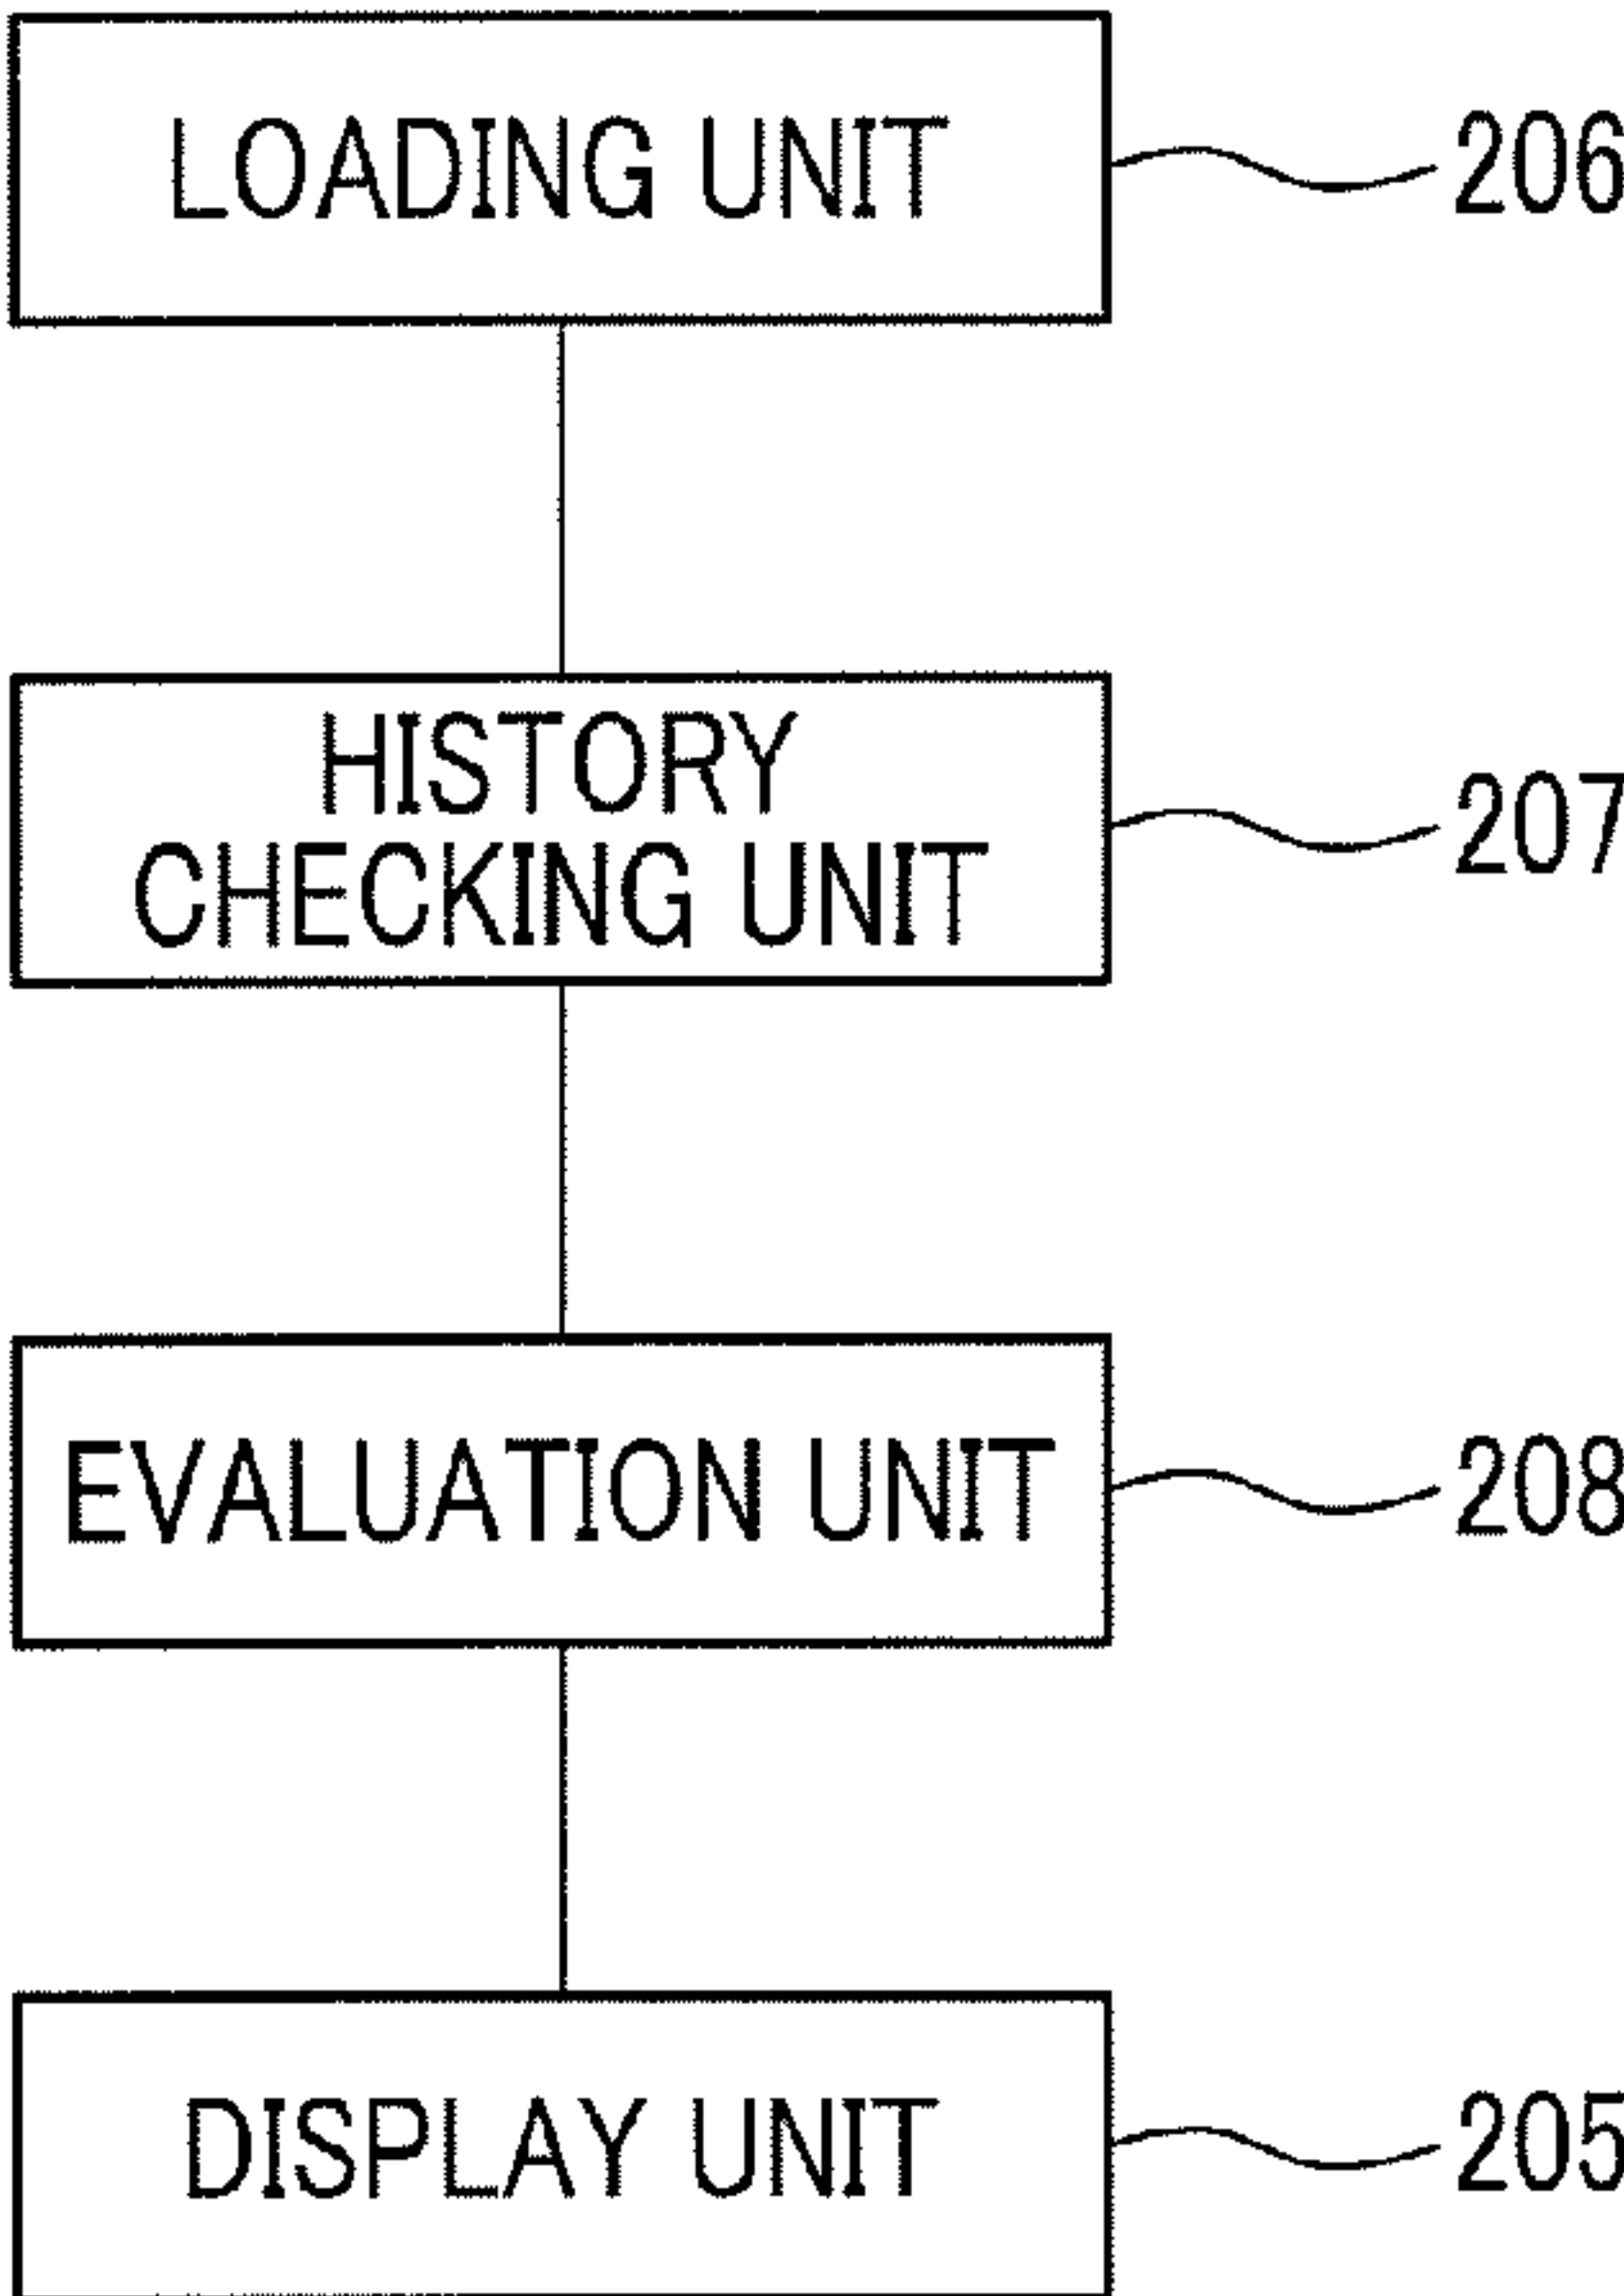 LOADING UNIT
206
HISTORY
CHECKING UNIT
207
EVALUATION UNIT
208
DISPLAY UNIT
205